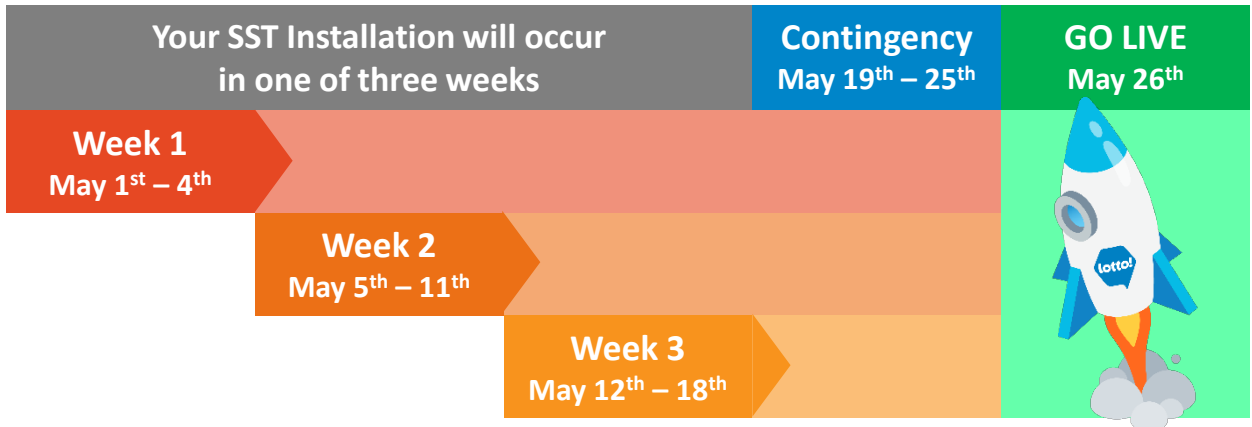 Your SST Installation will occur
in one of three weeks
Contingency
May 19th – 25th
GO LIVE
May 26th
Week 1
May 1st – 4th
Week 2
May 5th – 11th
Week 3
May 12th – 18th
lotto!